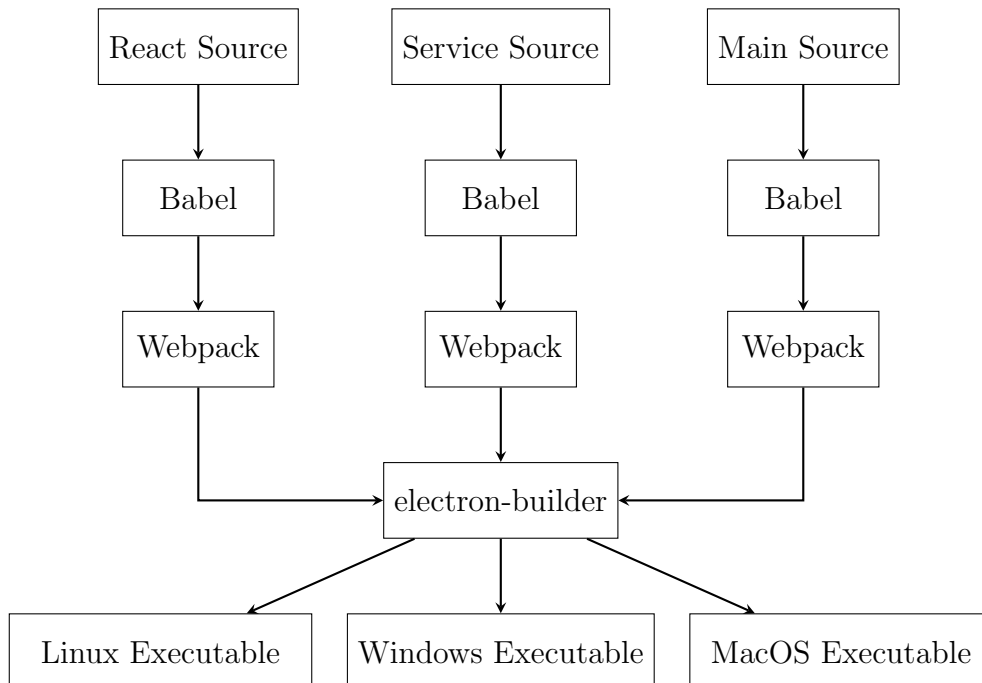 React Source
Service Source
Main Source
Babel
Babel
Babel
Webpack
Webpack
Webpack
electron-builder
Linux Executable
Windows Executable
MacOS Executable